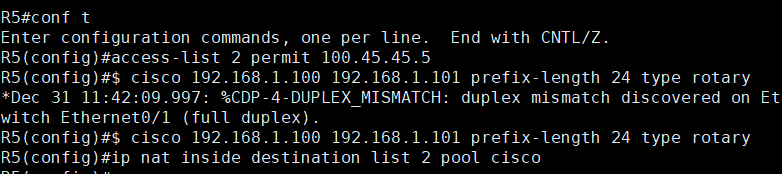 R5#conf t
Enter configuration commands, one per line.  End with CNTL/Z.
R5(config)#access-list 2 permit 100.45.45.5
R5(config)#$ cisco 192.168.1.100 192.168.1.101 prefix-length 24 type rotary
*Dec 31 11:42:09.997: %CDP-4-DUPLEX_MISMATCH: duplex mismatch discovered on Et
witch Ethernet0/1 (full duplex).
R5(config)#$ cisco 192.168.1.100 192.168.1.101 prefix-length 24 type rotary
R5(config)#ip nat inside destination list 2 pool cisco
R5(config)#